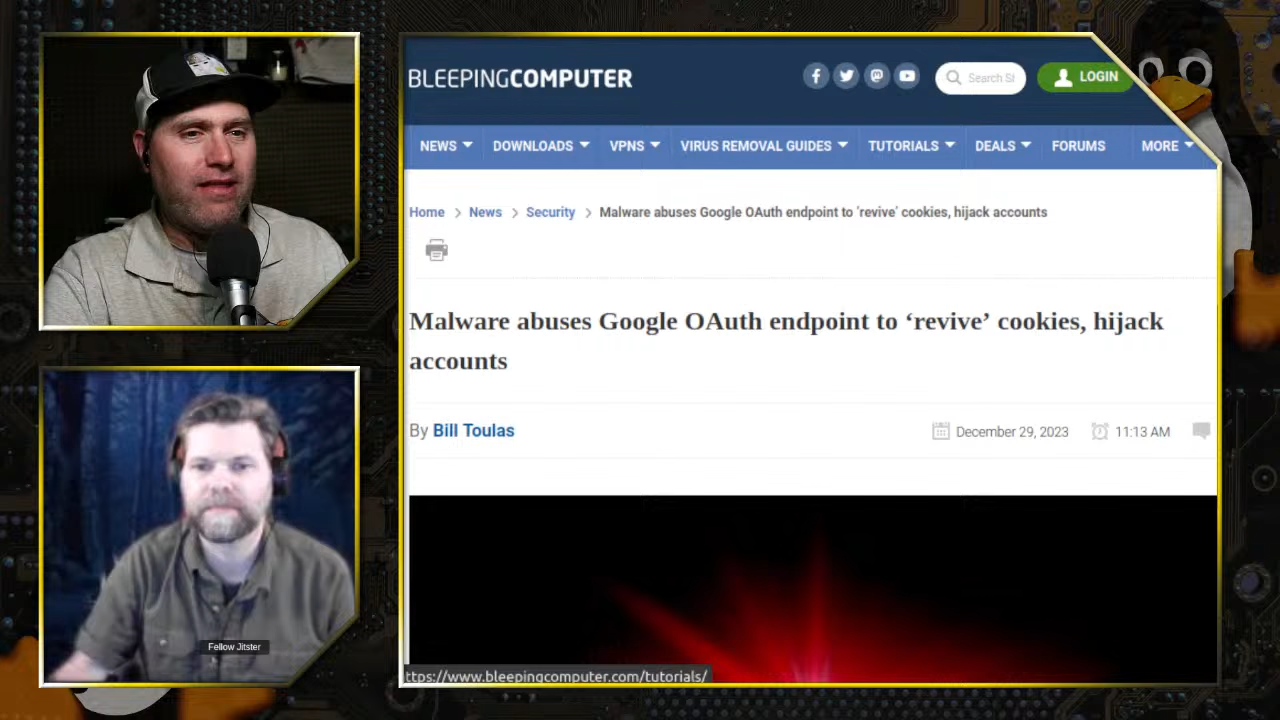 BLEEPINGCOMPUTER
Search Si
LOGIN
NEWS DOWNLOADS VPNS VIRUS REMOVAL GUIDES TUTORIALS DEALS FORUMS MORE
Home > News > Security > Malware abuses Google OAuth endpoint to 'revive' cookies, hijack accounts
Malware abuses Google OAuth endpoint to ‘revive’ cookies, hijack
accounts
By Bill Toulas
December 29, 2023
11:13 AM
Fellow Jitster
ttps://www.bleepingcomputer.com/tutorials/